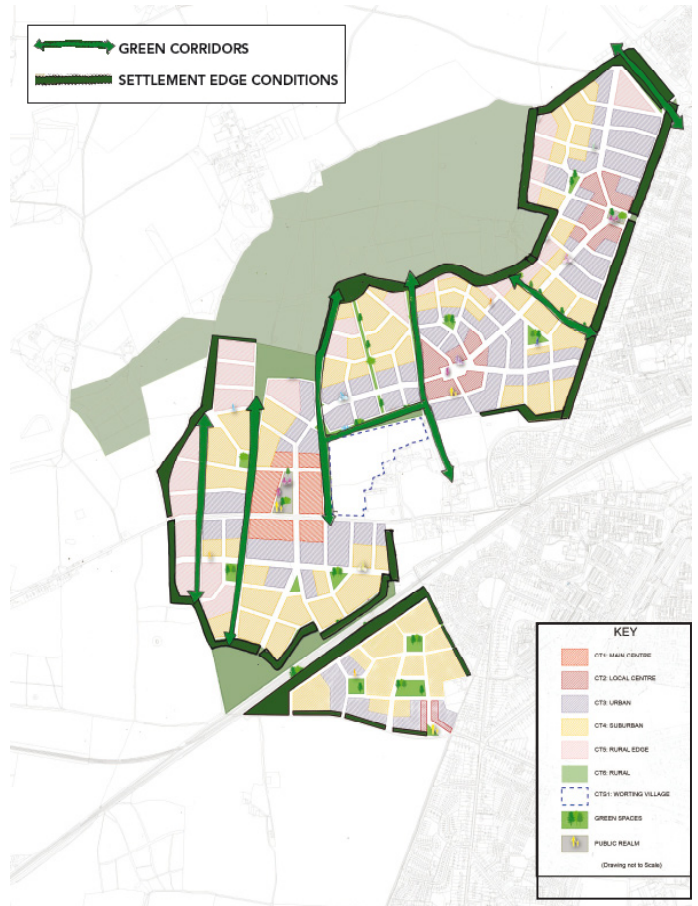 GREEN CORRIDORS
SETTLEMENT EDGE CONDITIONS
KEY
CT1: MAIN CENTRE
CT2: LOCAL CENTRE
CT3: URBAN
CT4: SUBURBAN
CT5: RURAL EDGE
CT6: RURAL
CTS1: WORTING VILLAGE
GREEN SPACES
PUBLIC REALM
(Drawing not to Scale)